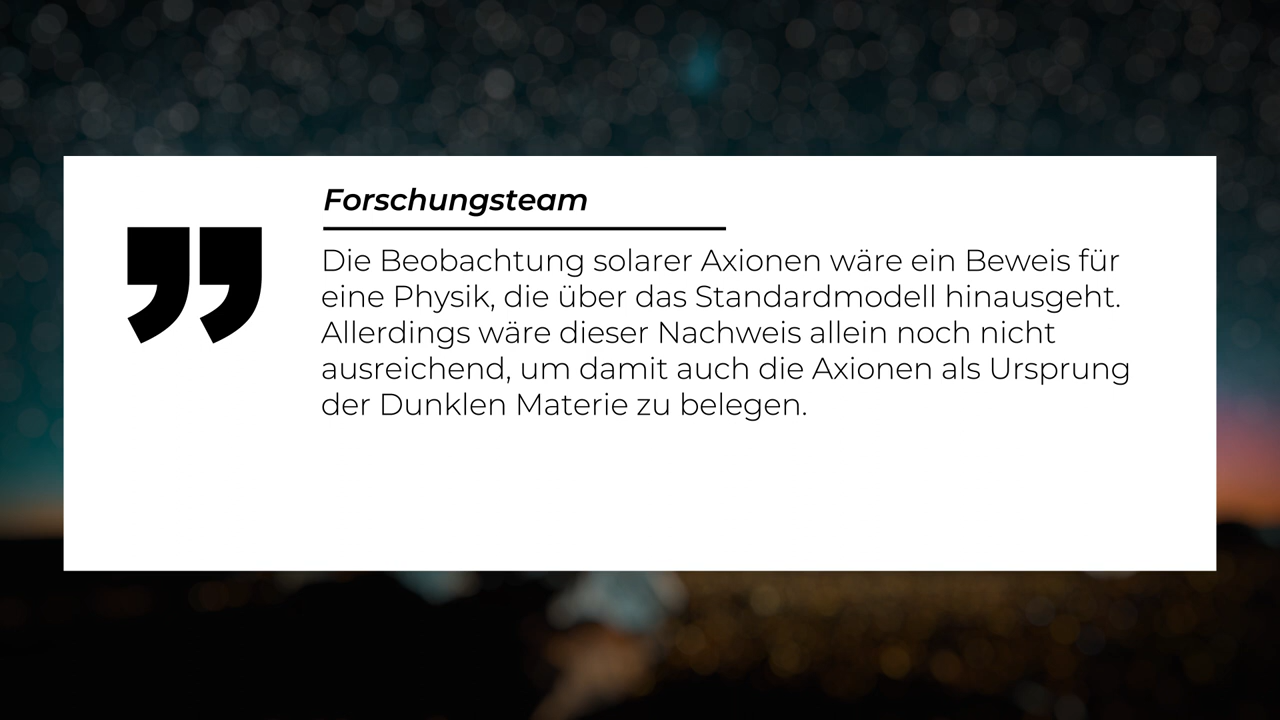 Forschungsteam
Die Beobachtung solarer Axionen wäre ein Beweis für
eine Physik, die über das Standardmodell hinausgeht.
Allerdings wäre dieser Nachweis allein noch nicht
ausreichend, um damit auch die Axionen als Ursprung
der Dunklen Materie zu belegen.